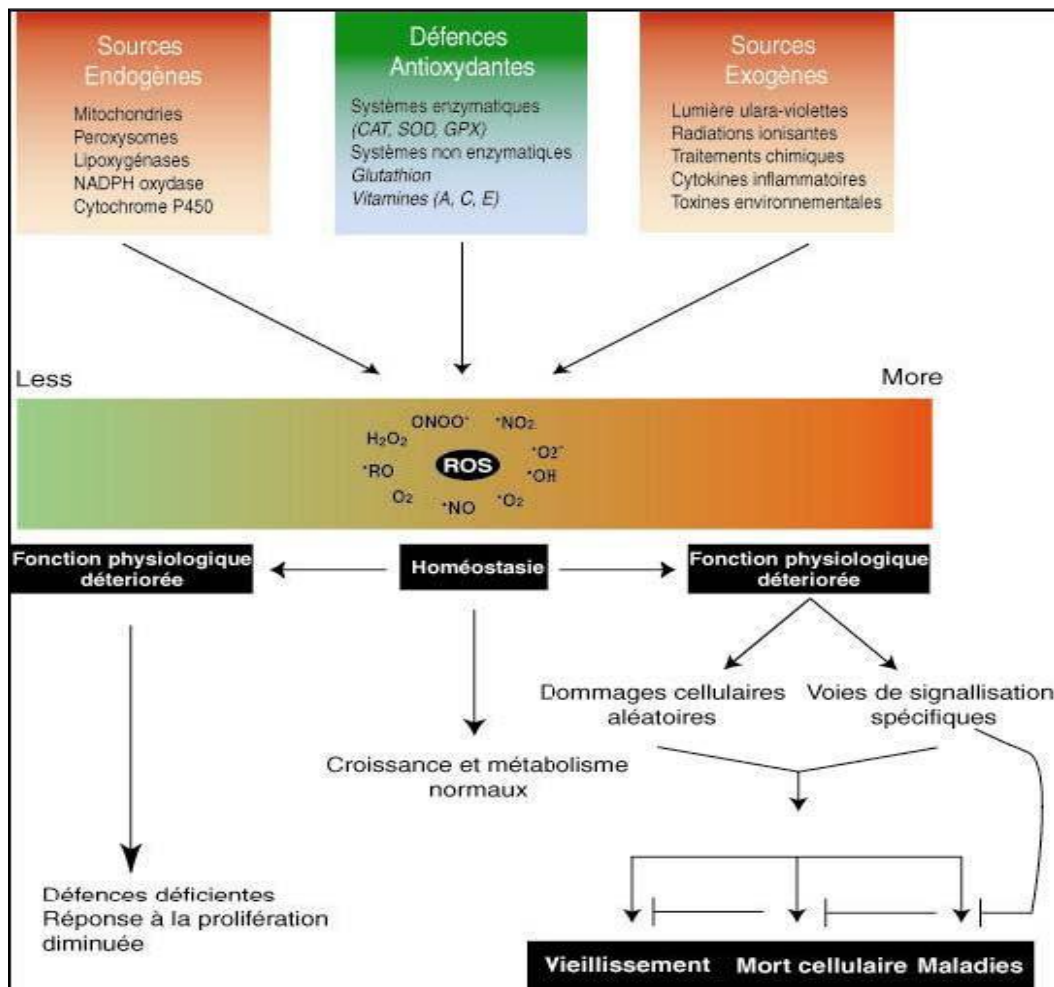 Sources
Endogènes
Mitochondries
Peroxysomes
Lipoxygénases
NADPH oxydase
Cytochrome P450
Défences
Antioxydantes
Systèmes enzymatiques
(CAT, SOD, GPX)
Systèmes non enzymatiques
Glutathion
Vitamines (A, C, E)
Sources
Exogènes
Lumière ulara-violettes
Radiations ionisantes
Traitements chimiques
Cytokines inflammatoires
Toxines environnementales
Less
More
ONOO⁺
⁺NO₂
H₂O₂
⁺O₂⁻
⁺RO
ROS
⁺OH
O₂
⁺NO
⁺O₂
Fonction physiologique
déteriorée
Homéostasie
Fonction physiologique
déteriorée
Dommages cellulaires
aléatoires
Voies de signallisation
spécifiques
Croissance et métabolisme
normaux
Défences déficientes
Réponse à la prolifération
diminuée
Vieillissement
Mort cellulaire
Maladies